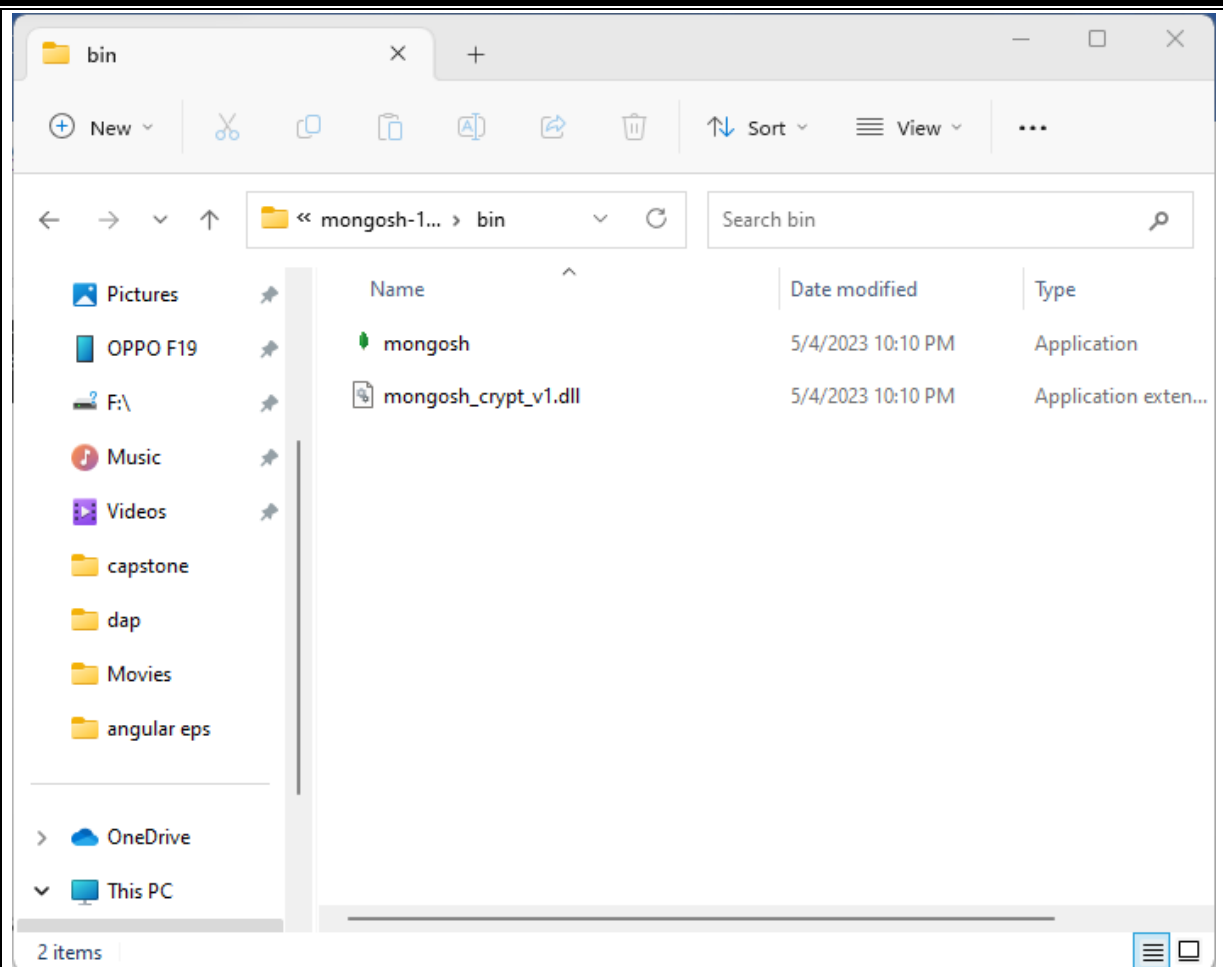 bin
New
Sort
View
mongosh-1... > bin
Search bin
Pictures
OPPO F19
F:\
Music
Videos
capstone
dap
Movies
angular eps
OneDrive
This PC
Name Date modified Type
mongosh 5/4/2023 10:10 PM Application
mongosh_crypt_v1.dll 5/4/2023 10:10 PM Application exten...
2 items